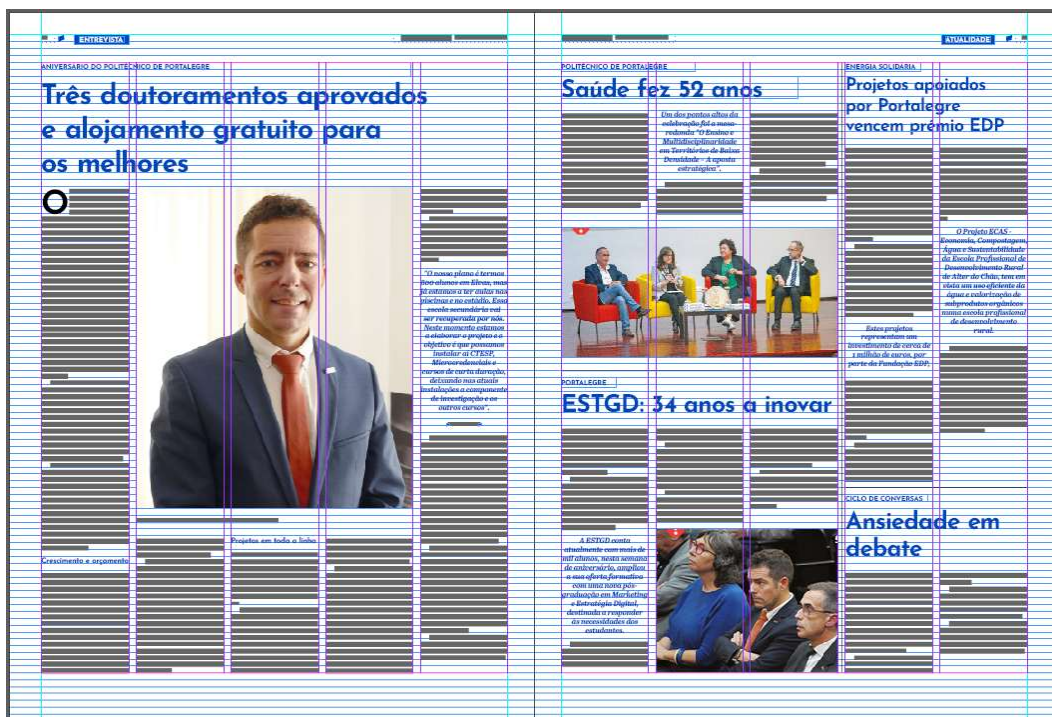 ENTREVISTA
ANIVERSÁRIO DO POLITÉCNICO DE PORTALEGRE
Três doutoramentos aprovados
e alojamento gratuito para
os melhores
O
"O nosso plano é termos
800 alunos em Elvas, mas
já estamos a ter aulas nas
piscinas e no estádio. Essa
escola secundária vai
ser recuperada por nós.
Neste momento estamos
a elaborar o projeto e o
objetivo é que possamos
instalar aí CTESP,
Microcredenciais e
cursos de curta duração,
deixando nas atuais
instalações a componente
de investigação e os
outros cursos".
Projetos em toda a linha
Crescimento e orçamento
ATUALIDADE
POLITÉCNICO DE PORTALEGRE
Saúde fez 52 anos
Um dos pontos altos da
celebração foi a mesa-
redonda "O Ensino e
Multidisciplinaridade
em Territórios de Baixa
Densidade – A aposta
estratégica".
PORTALEGRE
ESTGD: 34 anos a inovar
A ESTGD conta
atualmente com mais de
mil alunos, nesta semana
de aniversário, ampliou
a sua oferta formativa
com uma nova pós-
graduação em Marketing
e Estratégia Digital,
destinada a responder
às necessidades dos
estudantes.
ENERGIA SOLIDÁRIA
Projetos apoiados
por Portalegre
vencem prémio EDP
Estes projetos
representam um
investimento de cerca de
1 milhão de euros, por
parte da Fundação EDP.
O Projeto ECAS -
Economia, Compostagem,
Água e Sustentabilidade
da Escola Profissional de
Desenvolvimento Rural
de Alter do Chão, tem em
vista um uso eficiente da
água e valorização de
subprodutos orgânicos
numa escola profissional
de desenvolvimento
rural.
CICLO DE CONVERSAS
Ansiedade em
debate